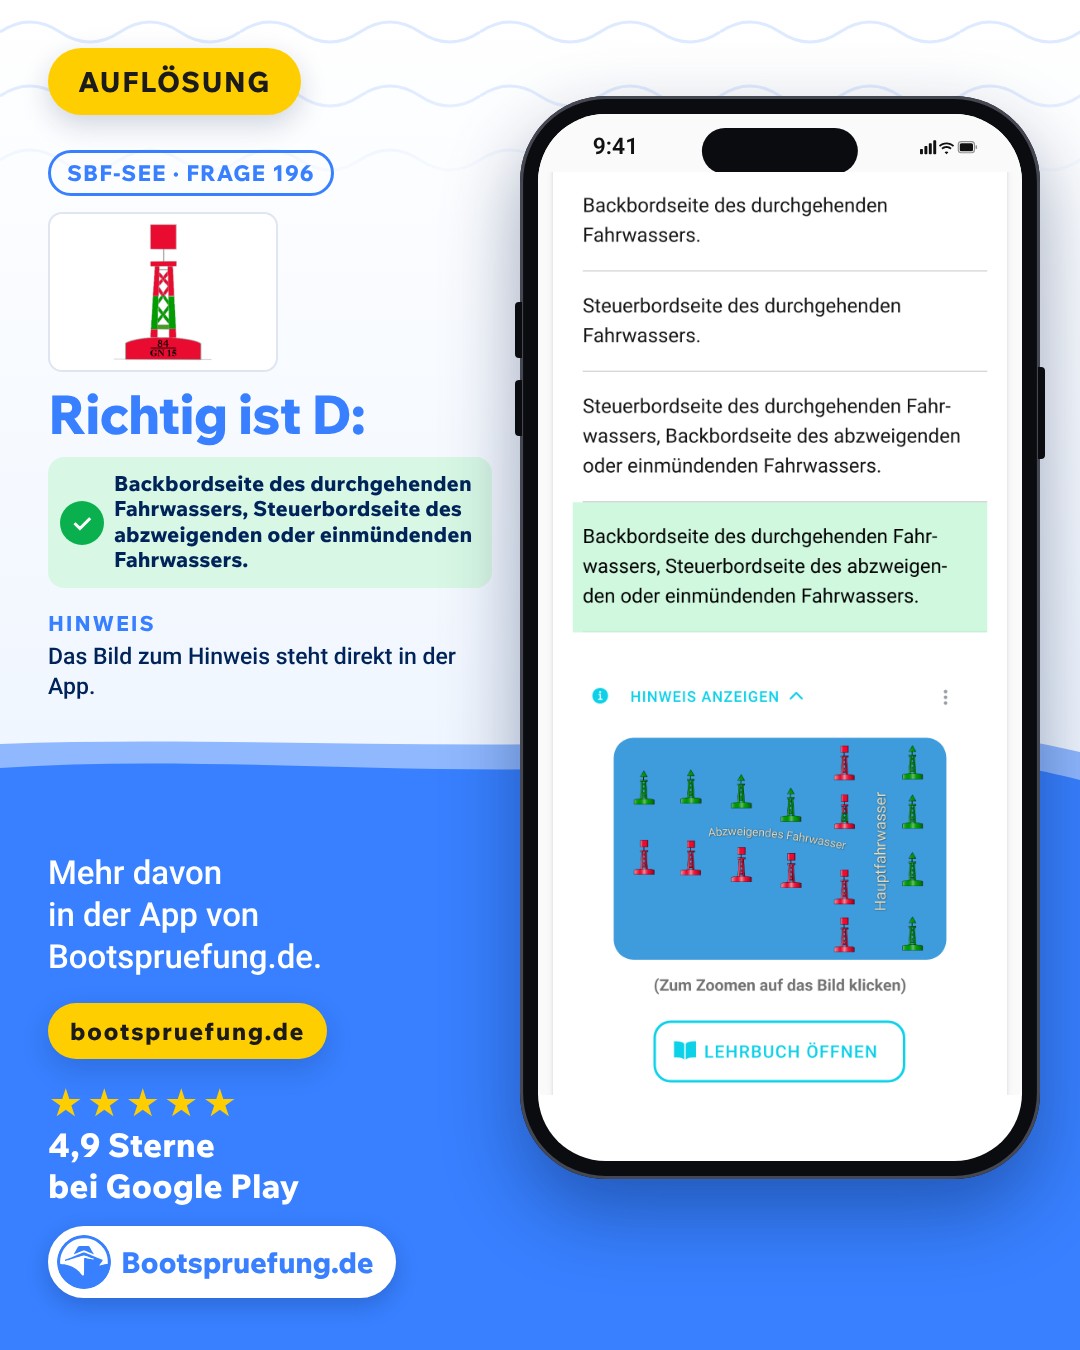 AUFLÖSUNG
SBF-SEE · FRAGE 196
84
GN 15
Richtig ist D:
Backbordseite des durchgehenden
Fahrwassers, Steuerbordseite des
abzweigenden oder einmündenden
Fahrwassers.
HINWEIS
Das Bild zum Hinweis steht direkt in der
App.
Mehr davon
in der App von
Bootspruefung.de.
bootspruefung.de
4,9 Sterne
bei Google Play
Bootspruefung.de
9:41
Backbordseite des durchgehenden
Fahrwassers.
Steuerbordseite des durchgehenden
Fahrwassers.
Steuerbordseite des durchgehenden Fahr-
wassers, Backbordseite des abzweigenden
oder einmündenden Fahrwassers.
Backbordseite des durchgehenden Fahr-
wassers, Steuerbordseite des abzweigen-
den oder einmündenden Fahrwassers.
HINWEIS ANZEIGEN
Abzweigendes Fahrwasser
Hauptfahrwasser
(Zum Zoomen auf das Bild klicken)
LEHRBUCH ÖFFNEN